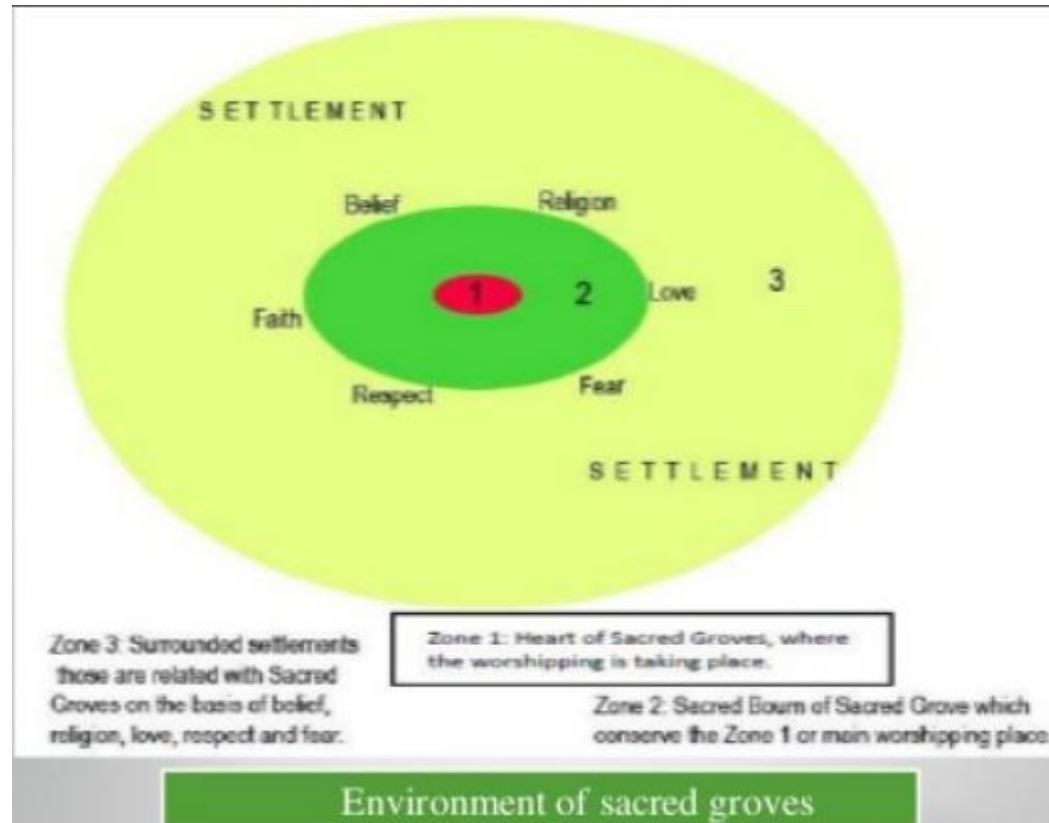 SETTLEMENT
Belief
Religion
1
2
Love
3
Faith
Respect
Fear
SETTLEMENT
Zone 3: Surrounded settlements
those are related with Sacred
Groves on the basis of belief,
religion, love, respect and fear.
Zone 1: Heart of Sacred Groves, where
the worshipping is taking place.
Zone 2: Sacred Bourn of Sacred Grove which
conserve the Zone 1 or main worshipping place
Environment of sacred groves